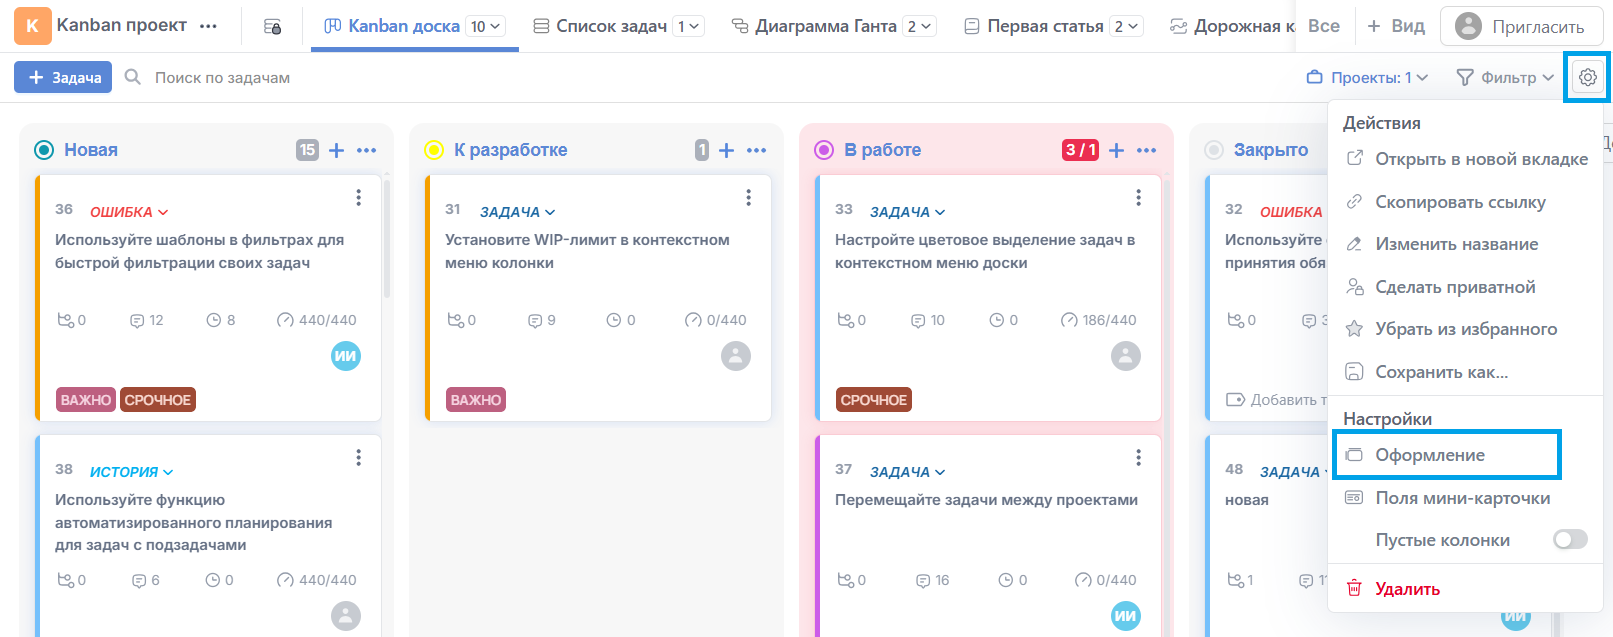 К Kanban проект
Kanban доска 10
Список задач 1
Диаграмма Ганта 2
Первая статья 2
Дорожная к
Все
+ Вид
Пригласить
+ Задача
Поиск по задачам
Проекты: 1
Фильтр
Новая 15
36 ОШИБКА
Используйте шаблоны в фильтрах для
быстрой фильтрации своих задач
0 12 8 440/440
ИИ
ВАЖНО СРОЧНОЕ
38 ИСТОРИЯ
Используйте функцию
автоматизированного планирования
для задач с подзадачами
0 6 0 440/440
К разработке 1
31 ЗАДАЧА
Установите WIP-лимит в контекстном
меню колонки
0 9 0 0/440
ВАЖНО
В работе 3 / 1
33 ЗАДАЧА
Настройте цветовое выделение задач в
контекстном меню доски
0 10 0 186/440
СРОЧНОЕ
37 ЗАДАЧА
Перемещайте задачи между проектами
0 16 0 0/440
ИИ
Закрыто
32 ОШИБКА
Используйте
принятия обя
0 3
Добавить т
48 ЗАДАЧА
новая
1 1
ИИ
Действия
Открыть в новой вкладке
Скопировать ссылку
Изменить название
Сделать приватной
Убрать из избранного
Сохранить как...
Настройки
Оформление
Поля мини-карточки
Пустые колонки
Удалить